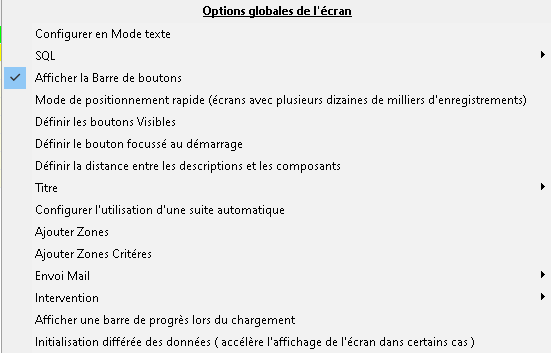 Options globales de l'écran
Configurer en Mode texte
SQL
Afficher la Barre de boutons
Mode de positionnement rapide (écrans avec plusieurs dizaines de milliers d'enregistrements)
Définir les boutons Visibles
Définir le bouton focussé au démarrage
Définir la distance entre les descriptions et les composants
Titre
Configurer l'utilisation d'une suite automatique
Ajouter Zones
Ajouter Zones Critéres
Envoi Mail
Intervention
Afficher une barre de progrès lors du chargement
Initialisation différée des données ( accélère l'affichage de l'écran dans certains cas )